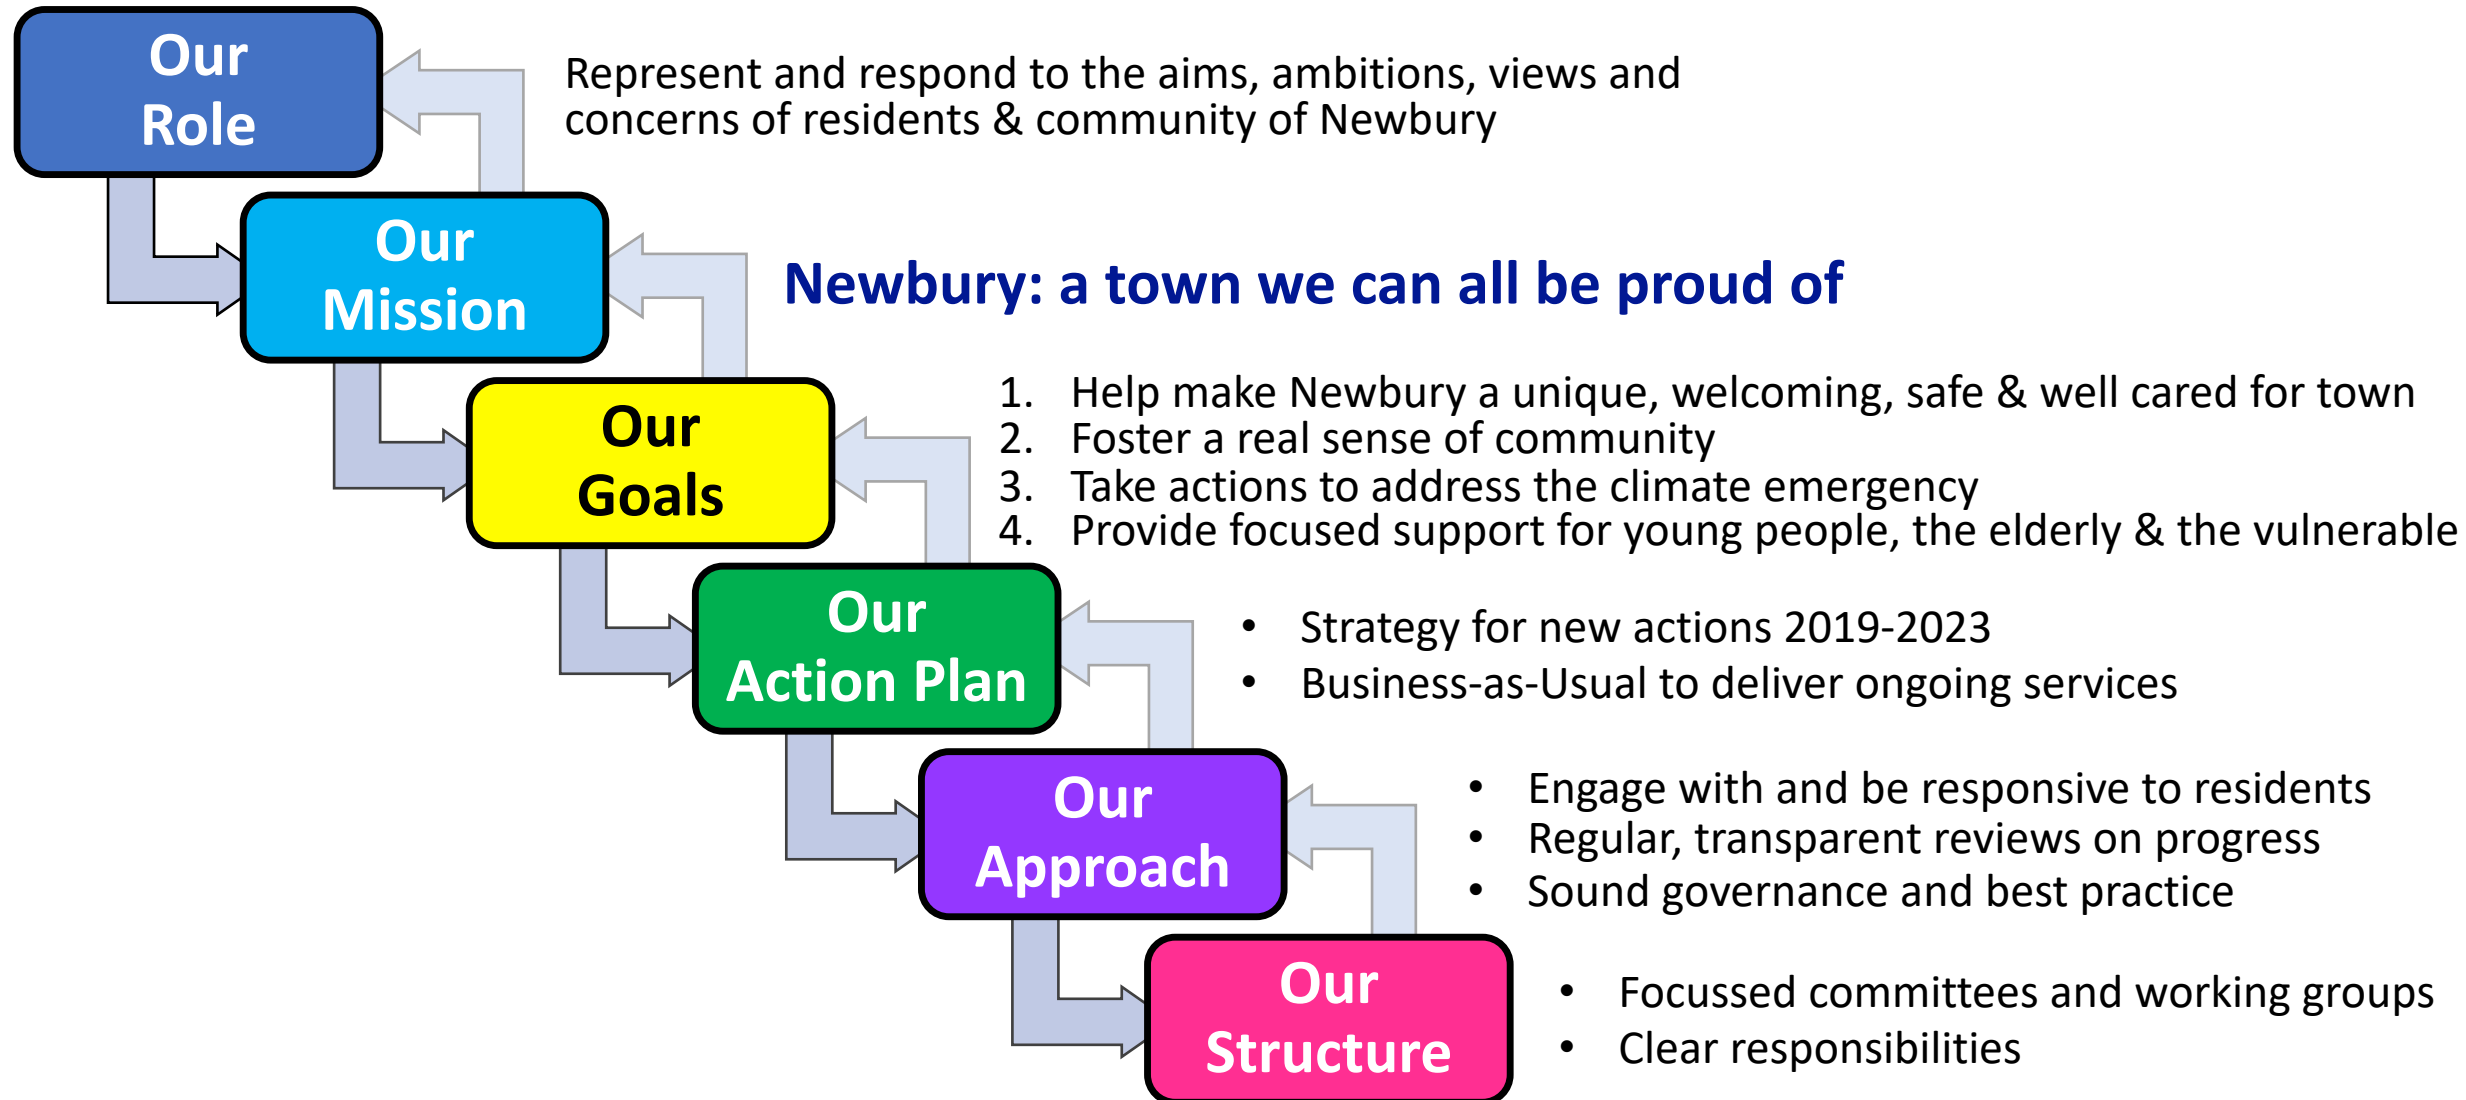 Our
Role
Represent and respond to the aims, ambitions, views and
concerns of residents & community of Newbury
Our
Mission
Newbury: a town we can all be proud of
Our
Goals
1. Help make Newbury a unique, welcoming, safe & well cared for town
2. Foster a real sense of community
3. Take actions to address the climate emergency
4. Provide focused support for young people, the elderly & the vulnerable
Our
Action Plan
• Strategy for new actions 2019-2023
• Business-as-Usual to deliver ongoing services
Our
Approach
• Engage with and be responsive to residents
• Regular, transparent reviews on progress
• Sound governance and best practice
Our
Structure
• Focussed committees and working groups
• Clear responsibilities